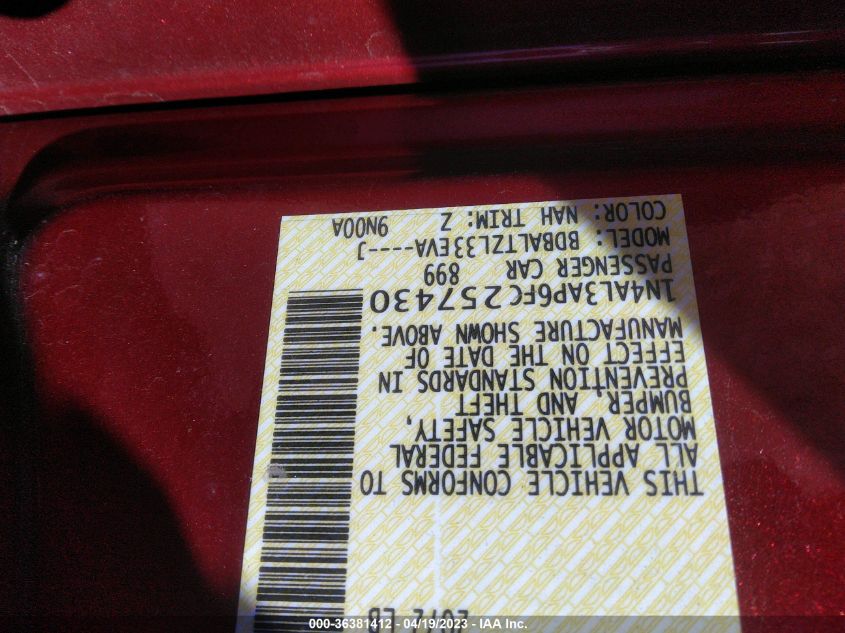 THIS VEHICLE CONFORMS TO
ALL APPLICABLE FEDERAL
MOTOR VEHICLE SAFETY,
BUMPER, AND THEFT
PREVENTION STANDARDS IN
EFFECT ON THE DATE OF
MANUFACTURE SHOWN ABOVE.
1N4AL3AP6FC257430
PASSENGER CAR 899
MODEL: BDBALTZL33EVA----J
COLOR: NAH TRIM: Z 9N00A
000-36381412 - 04/19/2023 - IAA Inc.